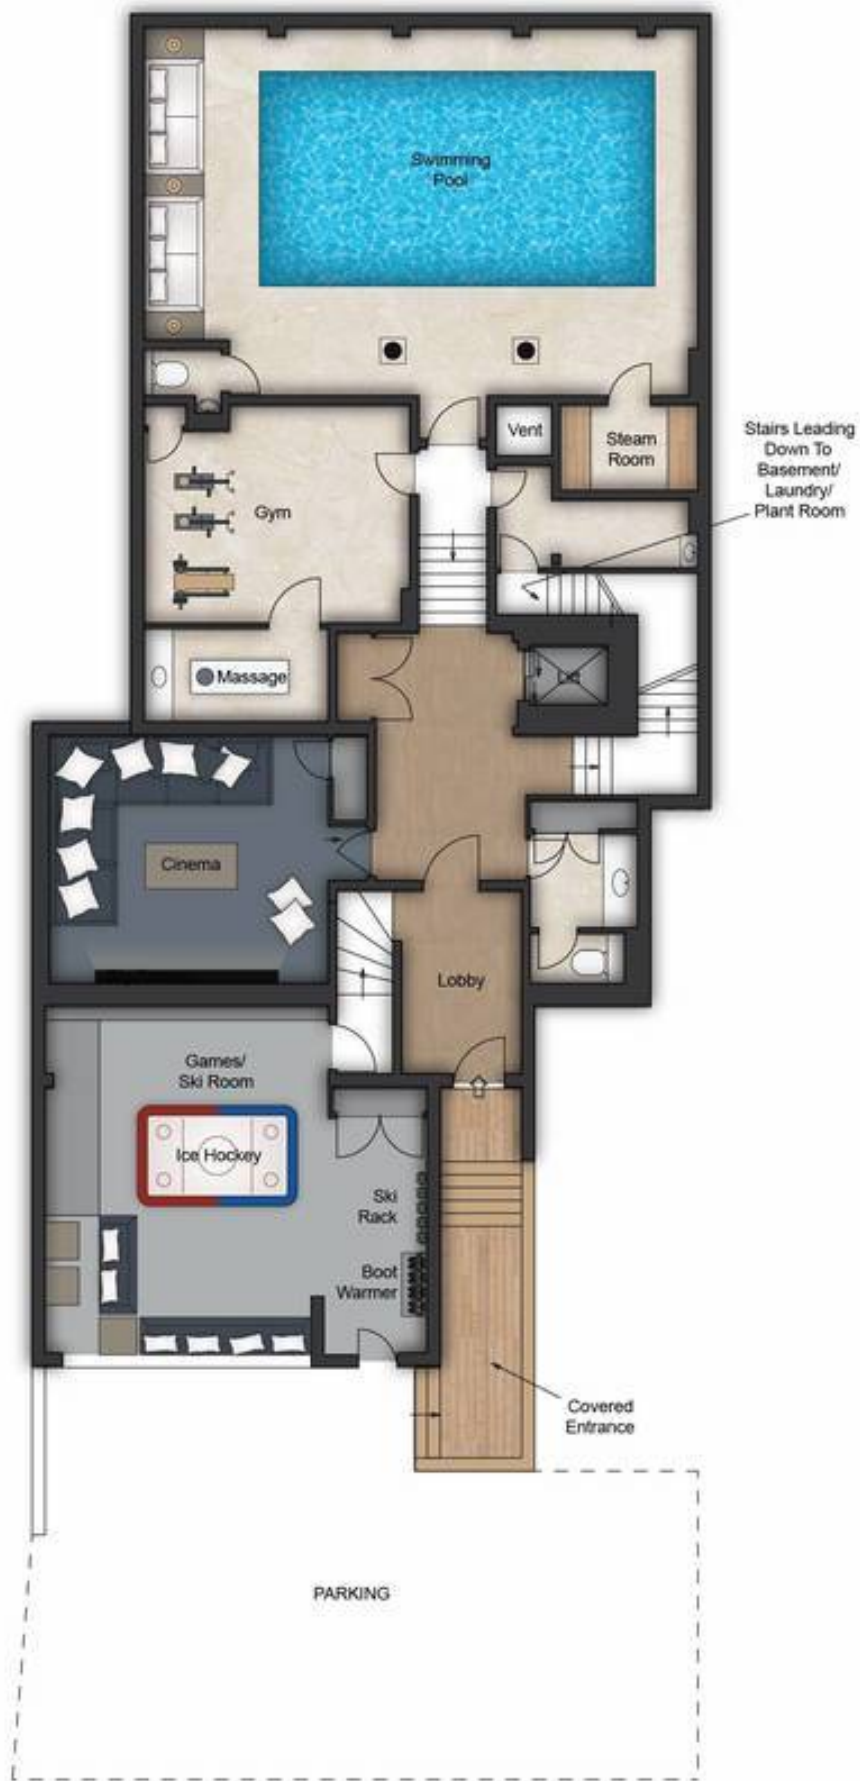 Swimming
Pool
Vent
Steam
Room
Stairs Leading
Down To
Basement/
Laundry/
Plant Room
Gym
Massage
Lift
Cinema
Lobby
Games/
Ski Room
Ice Hockey
Ski
Rack
Boot
Warmer
Covered
Entrance
PARKING